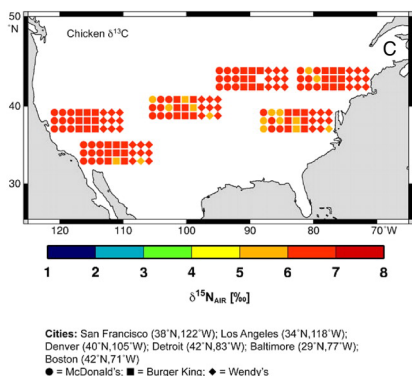 50
°N
Chicken δ¹³C
C
40
30
120 110 100 90 80 70°W
1 2 3 4 5 6 7 8
δ¹⁵N_AIR [‰]
Cities: San Francisco (38°N,122°W); Los Angeles (34°N,118°W);
Denver (40°N,105°W); Detroit (42°N,83°W); Baltimore (29°N,77°W);
Boston (42°N,71°W)
● = McDonald's; ■ = Burger King; ◆ = Wendy's